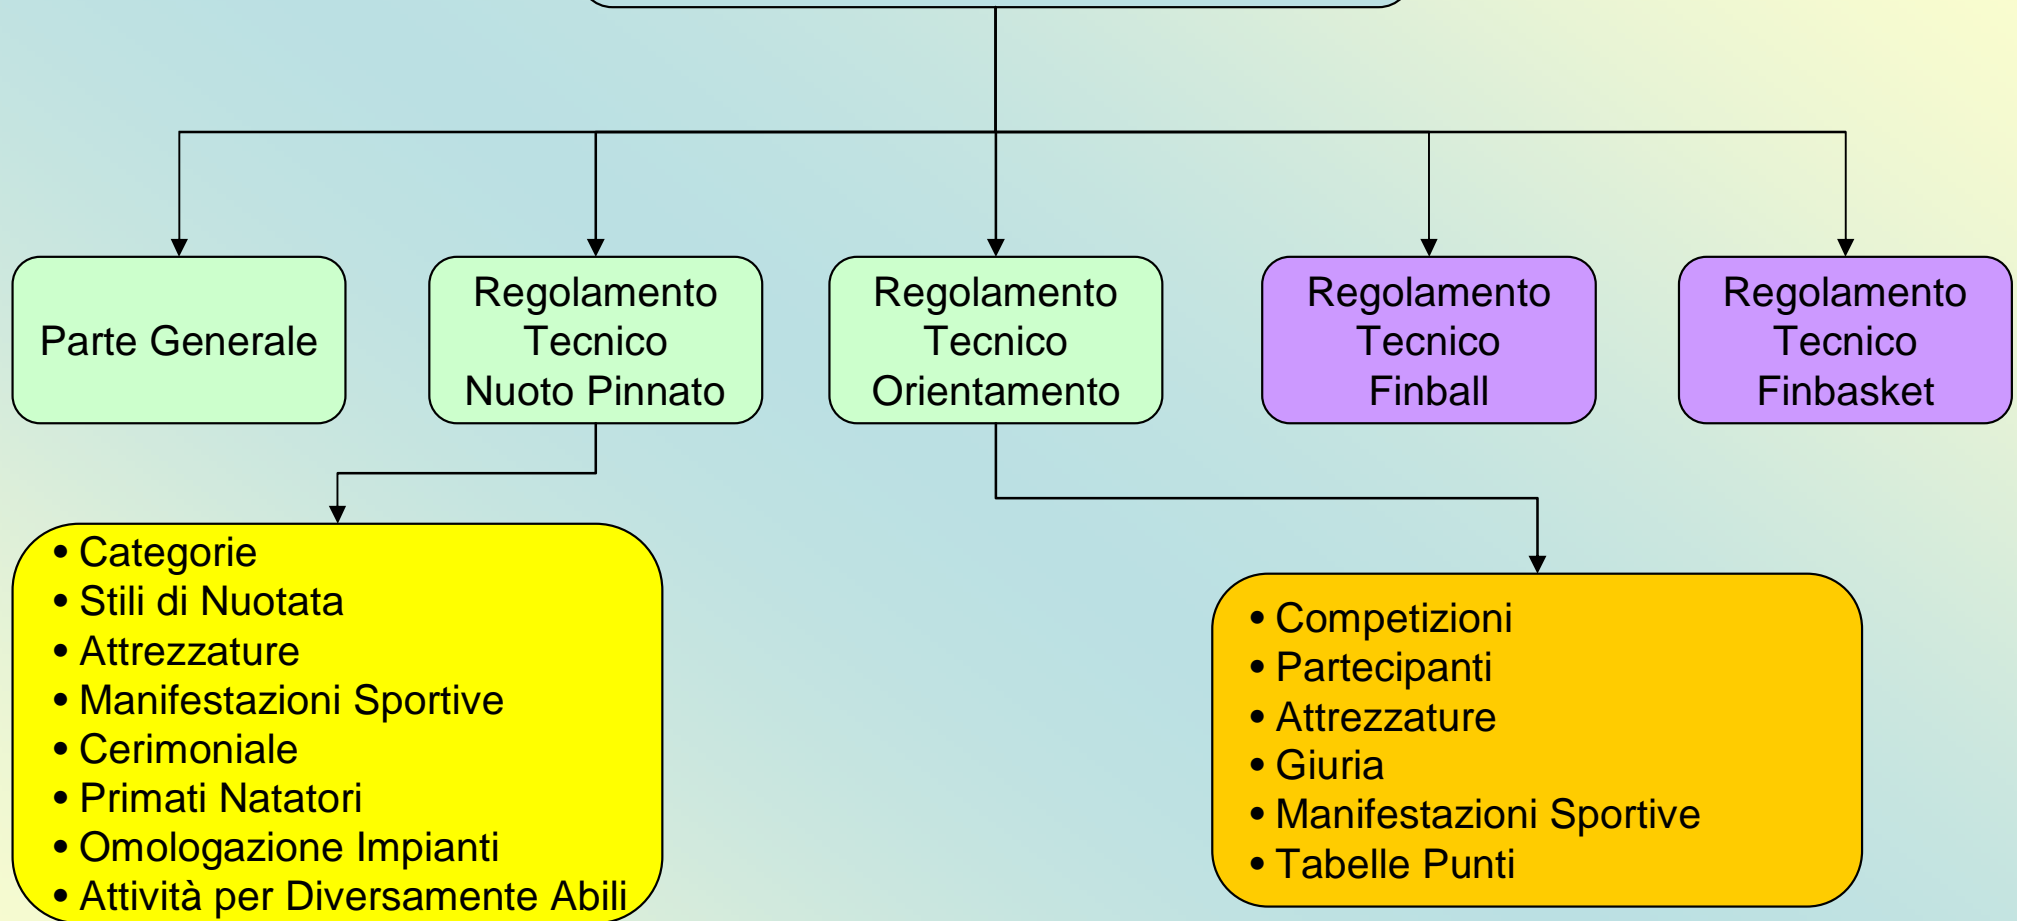 Parte Generale
Regolamento
Tecnico
Nuoto Pinnato
Regolamento
Tecnico
Orientamento
Regolamento
Tecnico
Finball
Regolamento
Tecnico
Finbasket
• Categorie
• Stili di Nuotata
• Attrezzature
• Manifestazioni Sportive
• Cerimoniale
• Primati Natatori
• Omologazione Impianti
• Attività per Diversamente Abili
• Competizioni
• Partecipanti
• Attrezzature
• Giuria
• Manifestazioni Sportive
• Tabelle Punti